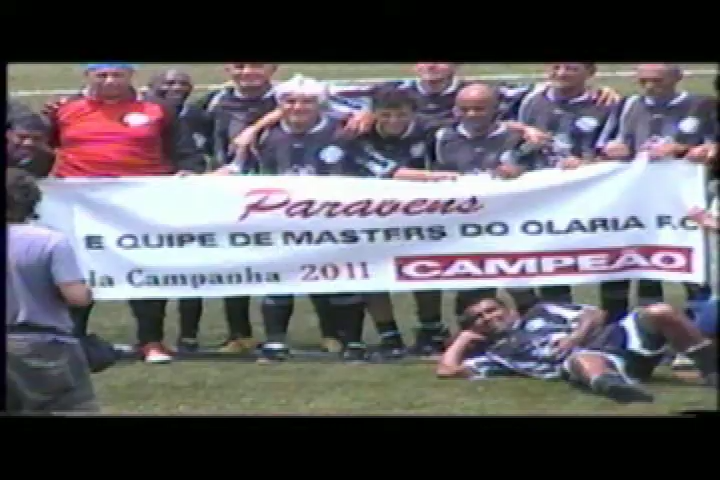 Paravens
E QUIPE DE MASTERS DO OLARIA F.C
la Campanha 2011 CAMPEÃO